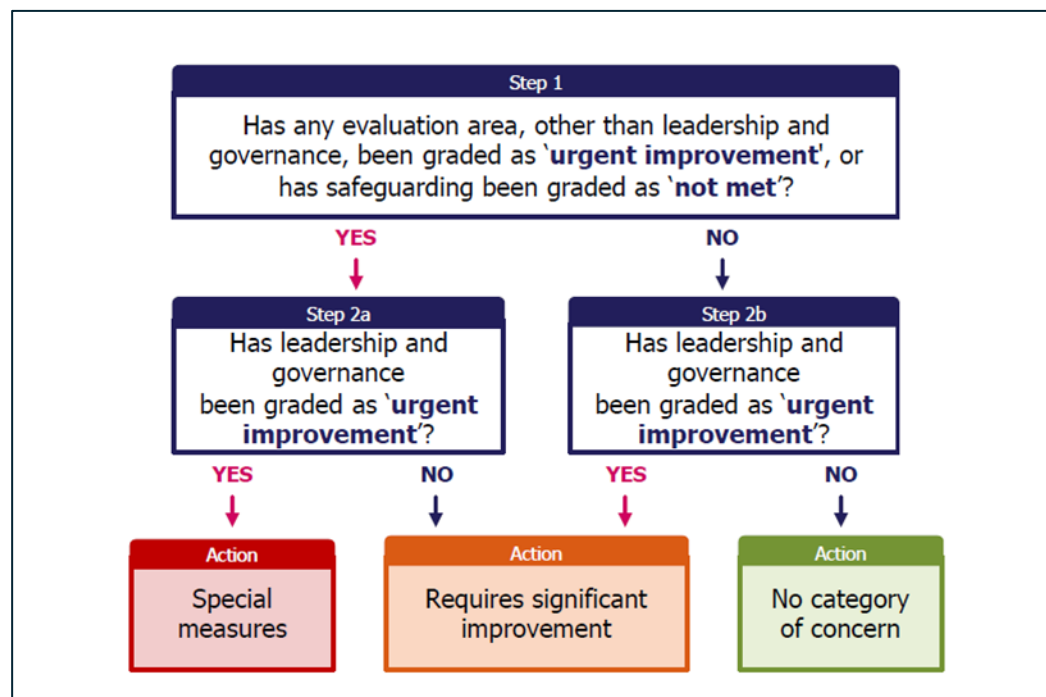 Step 1
Has any evaluation area, other than leadership and
governance, been graded as ‘urgent improvement', or
has safeguarding been graded as ‘not met’?
YES
NO
Step 2a
Has leadership and
governance
been graded as ‘urgent
improvement’?
Step 2b
Has leadership and
governance
been graded as ‘urgent
improvement’?
YES
NO
YES
NO
Action
Special
measures
Action
Requires significant
improvement
Action
No category
of concern